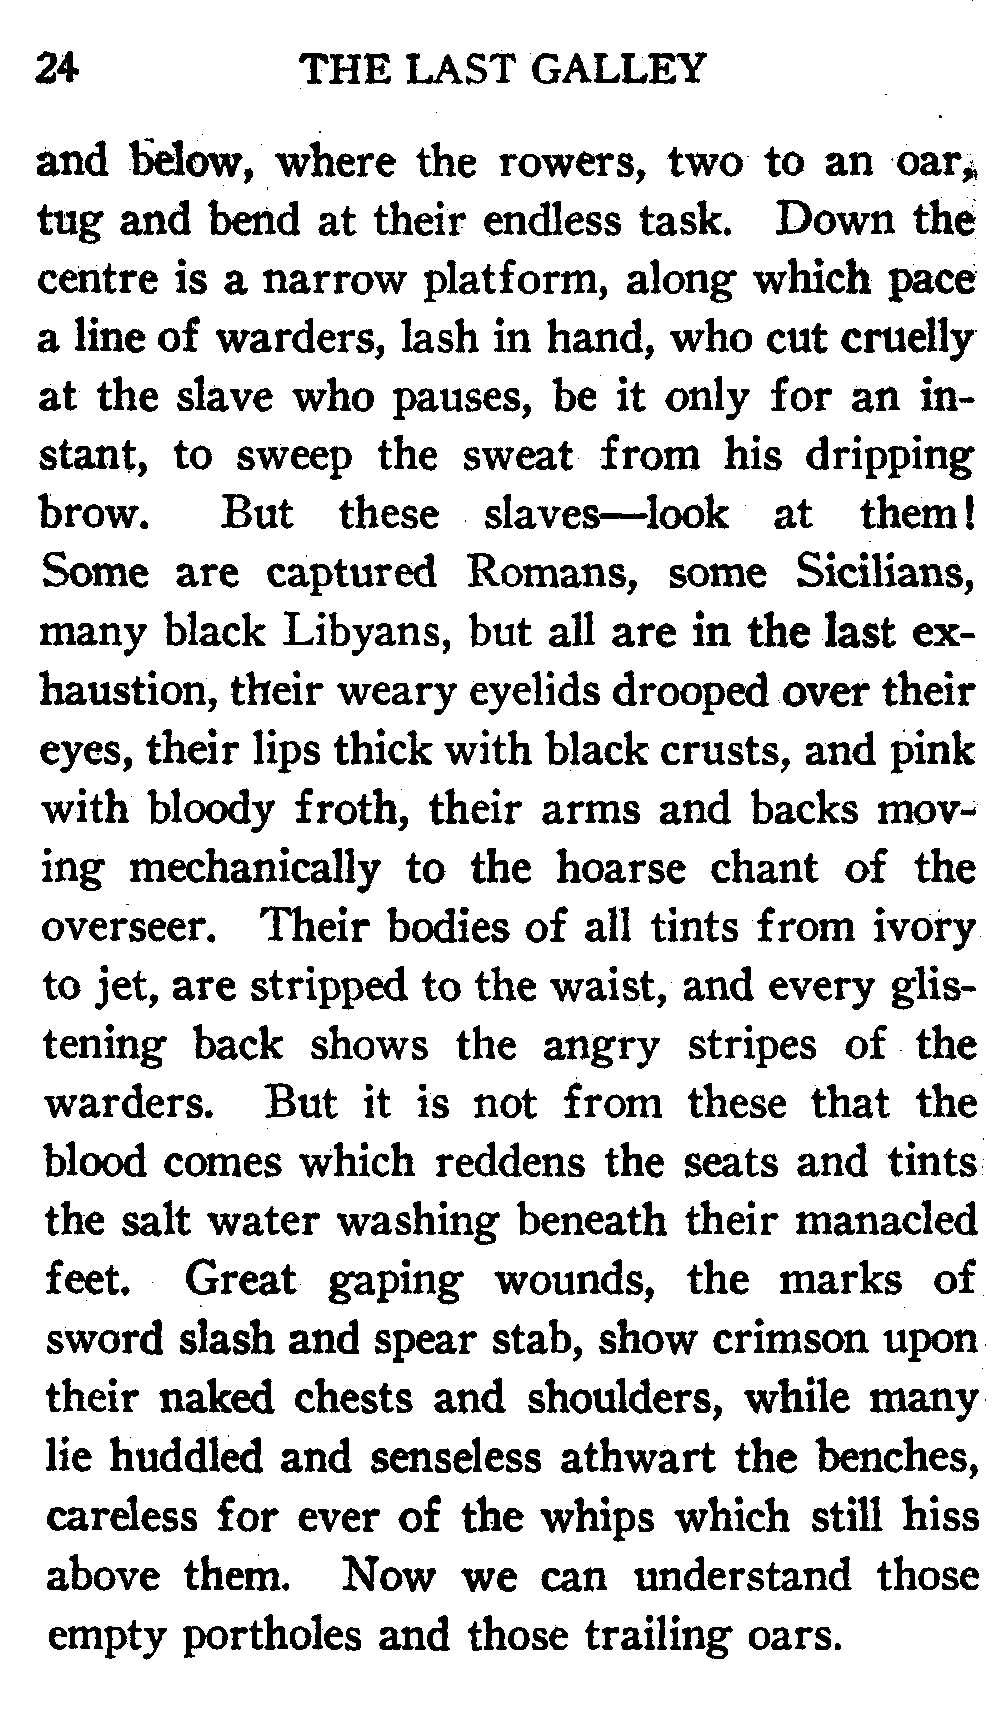 24 THE LAST GALLEY
and below, where the rowers, two to an oar,
tug and bend at their endless task. Down the
centre is a narrow platform, along which pace
a line of warders, lash in hand, who cut cruelly
at the slave who pauses, be it only for an in-
stant, to sweep the sweat from his dripping
brow. But these slaves—look at them!
Some are captured Romans, some Sicilians,
many black Libyans, but all are in the last ex-
haustion, their weary eyelids drooped over their
eyes, their lips thick with black crusts, and pink
with bloody froth, their arms and backs mov-
ing mechanically to the hoarse chant of the
overseer. Their bodies of all tints from ivory
to jet, are stripped to the waist, and every glis-
tening back shows the angry stripes of the
warders. But it is not from these that the
blood comes which reddens the seats and tints
the salt water washing beneath their manacled
feet. Great gaping wounds, the marks of
sword slash and spear stab, show crimson upon
their naked chests and shoulders, while many
lie huddled and senseless athwart the benches,
careless for ever of the whips which still hiss
above them. Now we can understand those
empty portholes and those trailing oars.